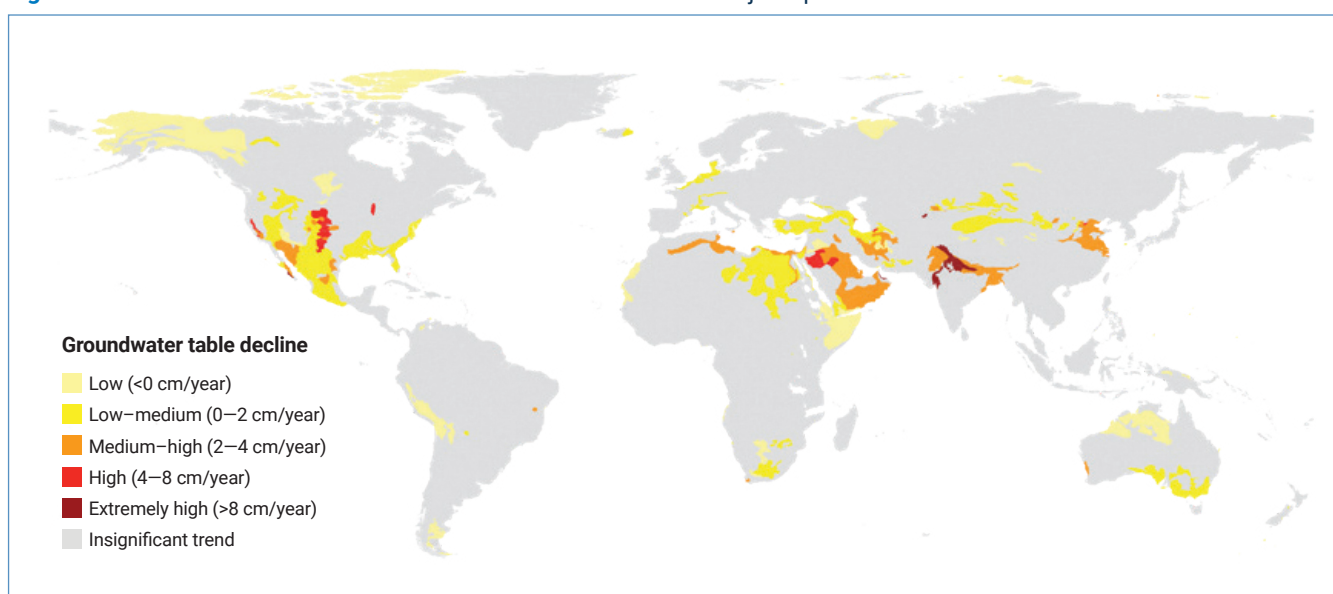 Groundwater table decline
Low (<0 cm/year)
Low–medium (0–2 cm/year)
Medium–high (2–4 cm/year)
High (4–8 cm/year)
Extremely high (>8 cm/year)
Insignificant trend